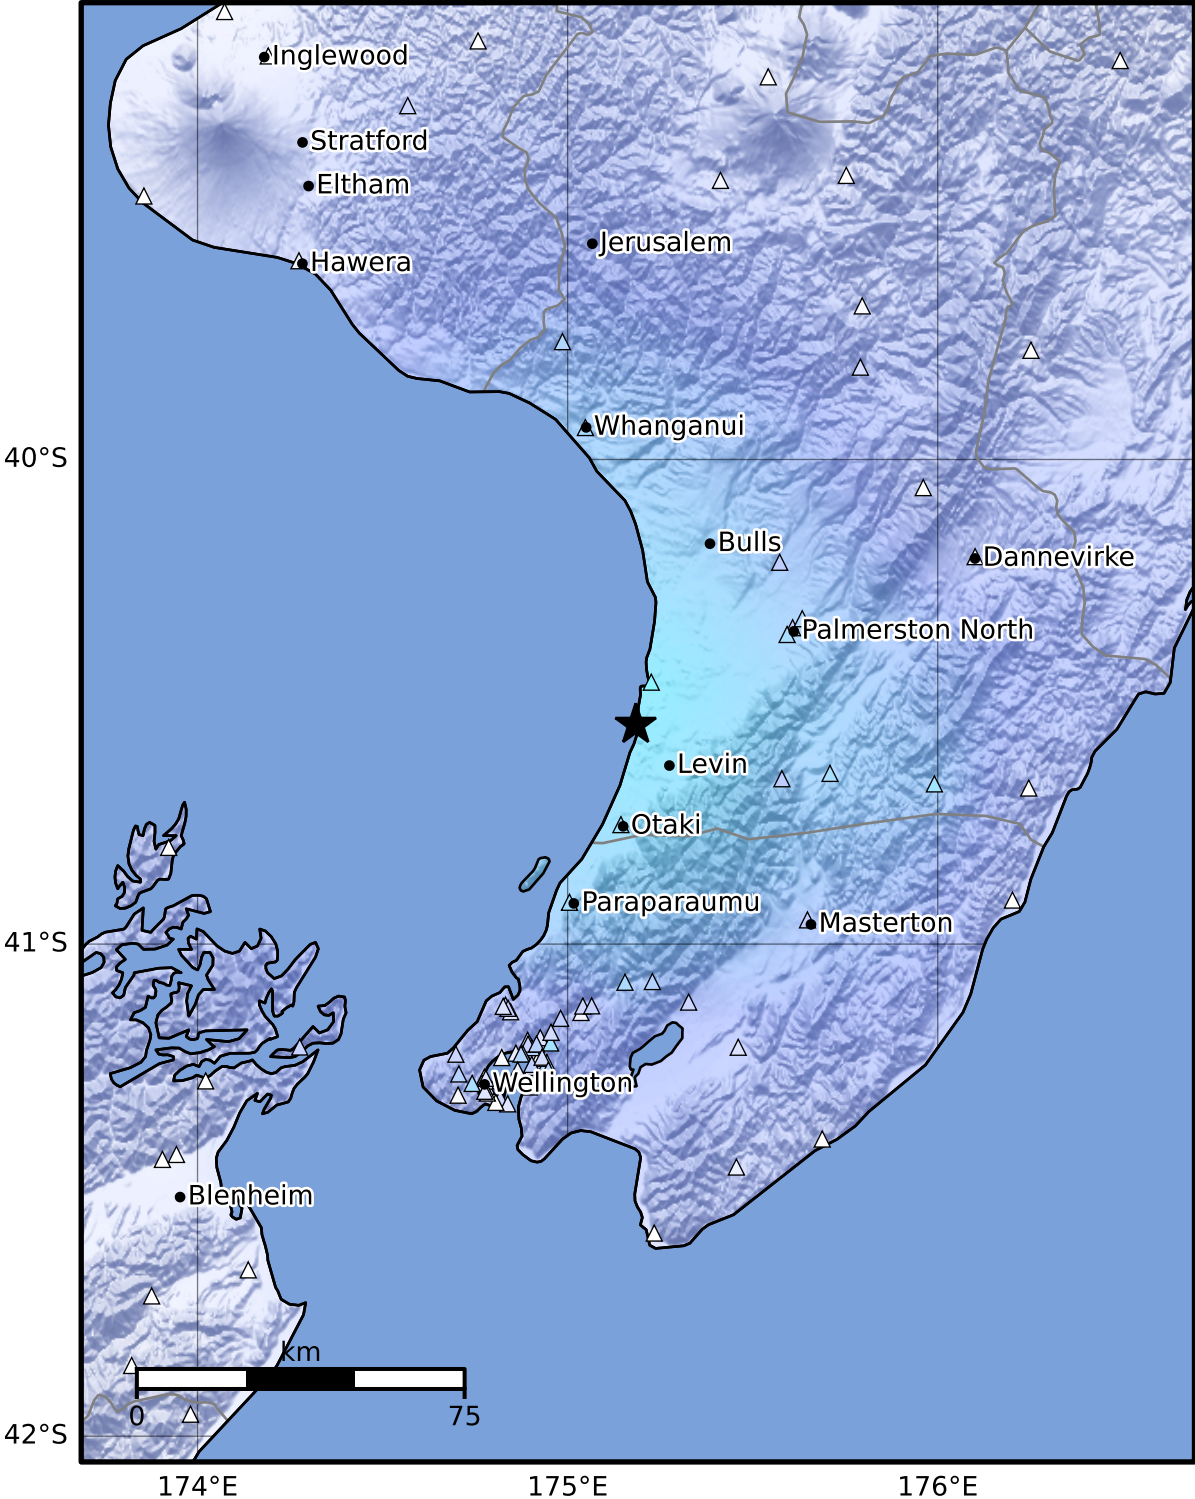 Inglewood
Stratford
Eltham
Jerusalem
Hawera
Whanganui
40°S
Bulls
Dannevirke
Palmerston North
Levin
Otaki
Paraparaumu
Masterton
41°S
Wellington
Blenheim
km
0 75
42°S
174°E 175°E 176°E